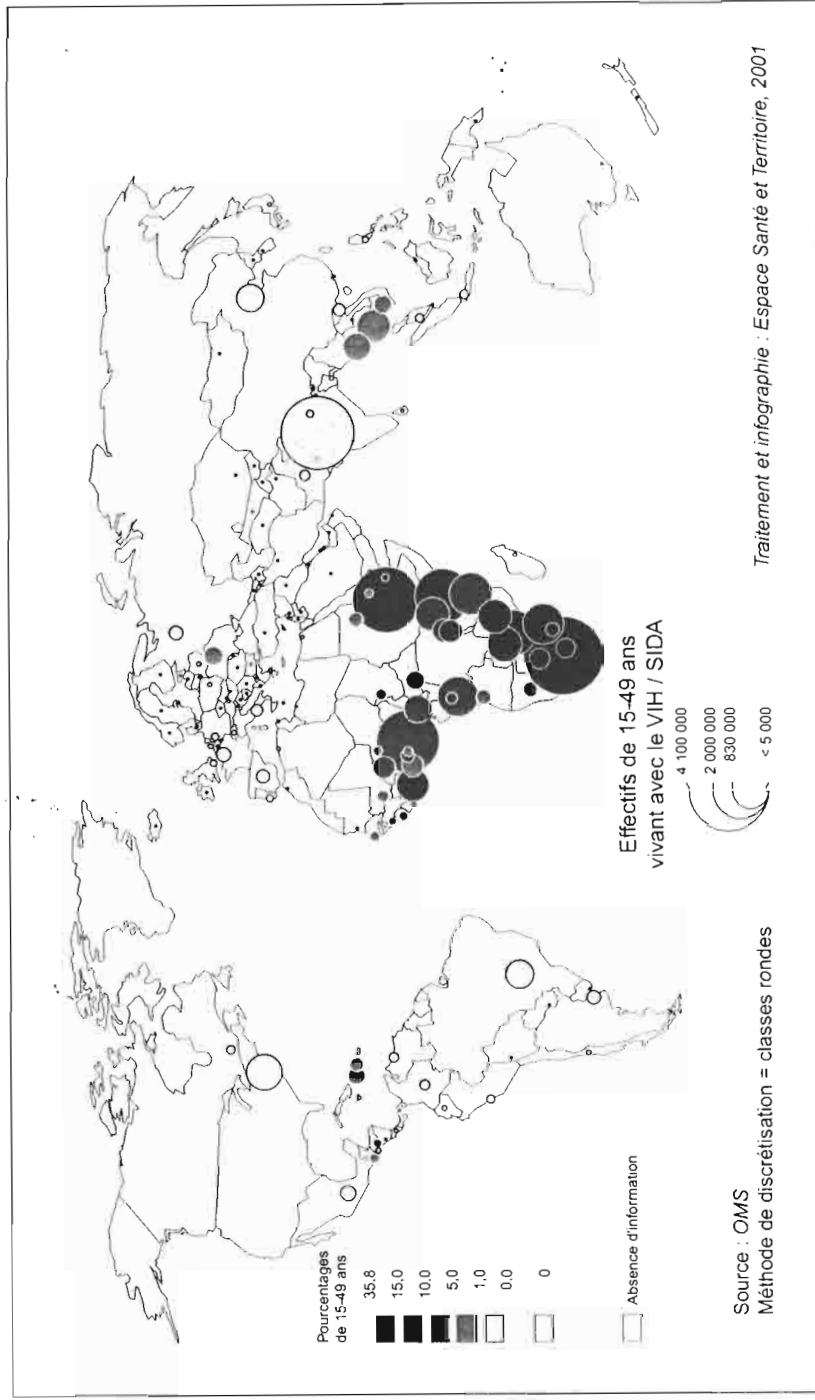 Pourcentages
de 15-49 ans
35.8
15.0
10.0
5.0
1.0
0.0
0
Absence d'information
Effectifs de 15-49 ans
vivant avec le VIH / SIDA
4 100 000
2 000 000
830 000
< 5 000
Source : OMS
Méthode de discrétisation = classes rondes
Traitement et infographie : Espace Santé et Territoire, 2001